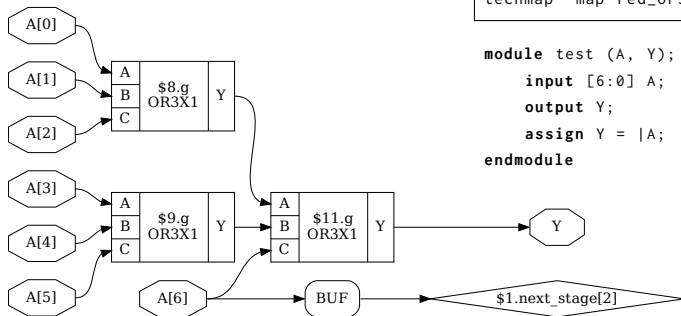 techmap -map red_or3
module test (A, Y);
input [6:0] A;
output Y;
assign Y = |A;
endmodule
A[0]
A[1]
A[2]
A
B
C
$8.g
OR3X1
Y
A[3]
A[4]
A[5]
A
B
C
$9.g
OR3X1
Y
A
B
C
$11.g
OR3X1
Y
Y
A[6]
BUF
$1.next_stage[2]